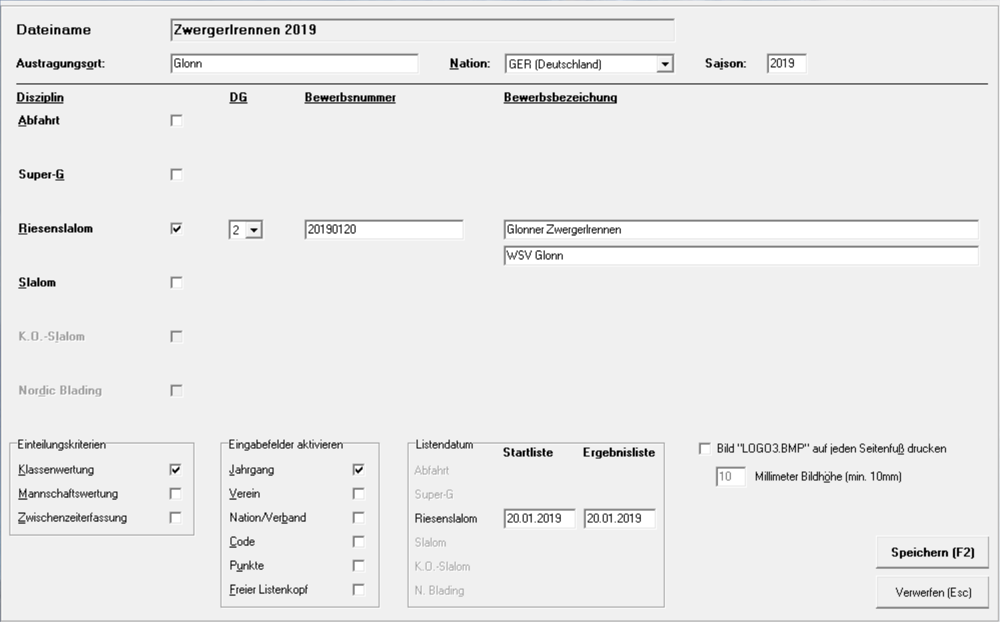 Dateiname ZwergerIrennen 2019
Austragungsort: Glonn Nation: GER (Deutschland) Saison: 2019
Disziplin DG Bewerbsnummer Bewerbsbezeichung
Abfahrt
Super-G
Riesenslalom 2 20190120 Glonner Zwergerlrennen
WSV Glonn
Slalom
K.O.-Slalom
Nordic Blading
Einteilungskriterien
Klassenwertung
Mannschaftswertung
Zwischenzeiterfassung
Eingabefelder aktivieren
Jahrgang
Verein
Nation/Verband
Code
Punkte
Freier Listenkopf
Listendatum
Startliste Ergebnisliste
Abfahrt
Super-G
Riesenslalom 20.01.2019 20.01.2019
Slalom
K.O.-Slalom
N. Blading
Bild "LOGO3.BMP" auf jeden Seitenfuß drucken
10 Millimeter Bildhöhe (min. 10mm)
Speichern (F2)
Verwerfen (Esc)